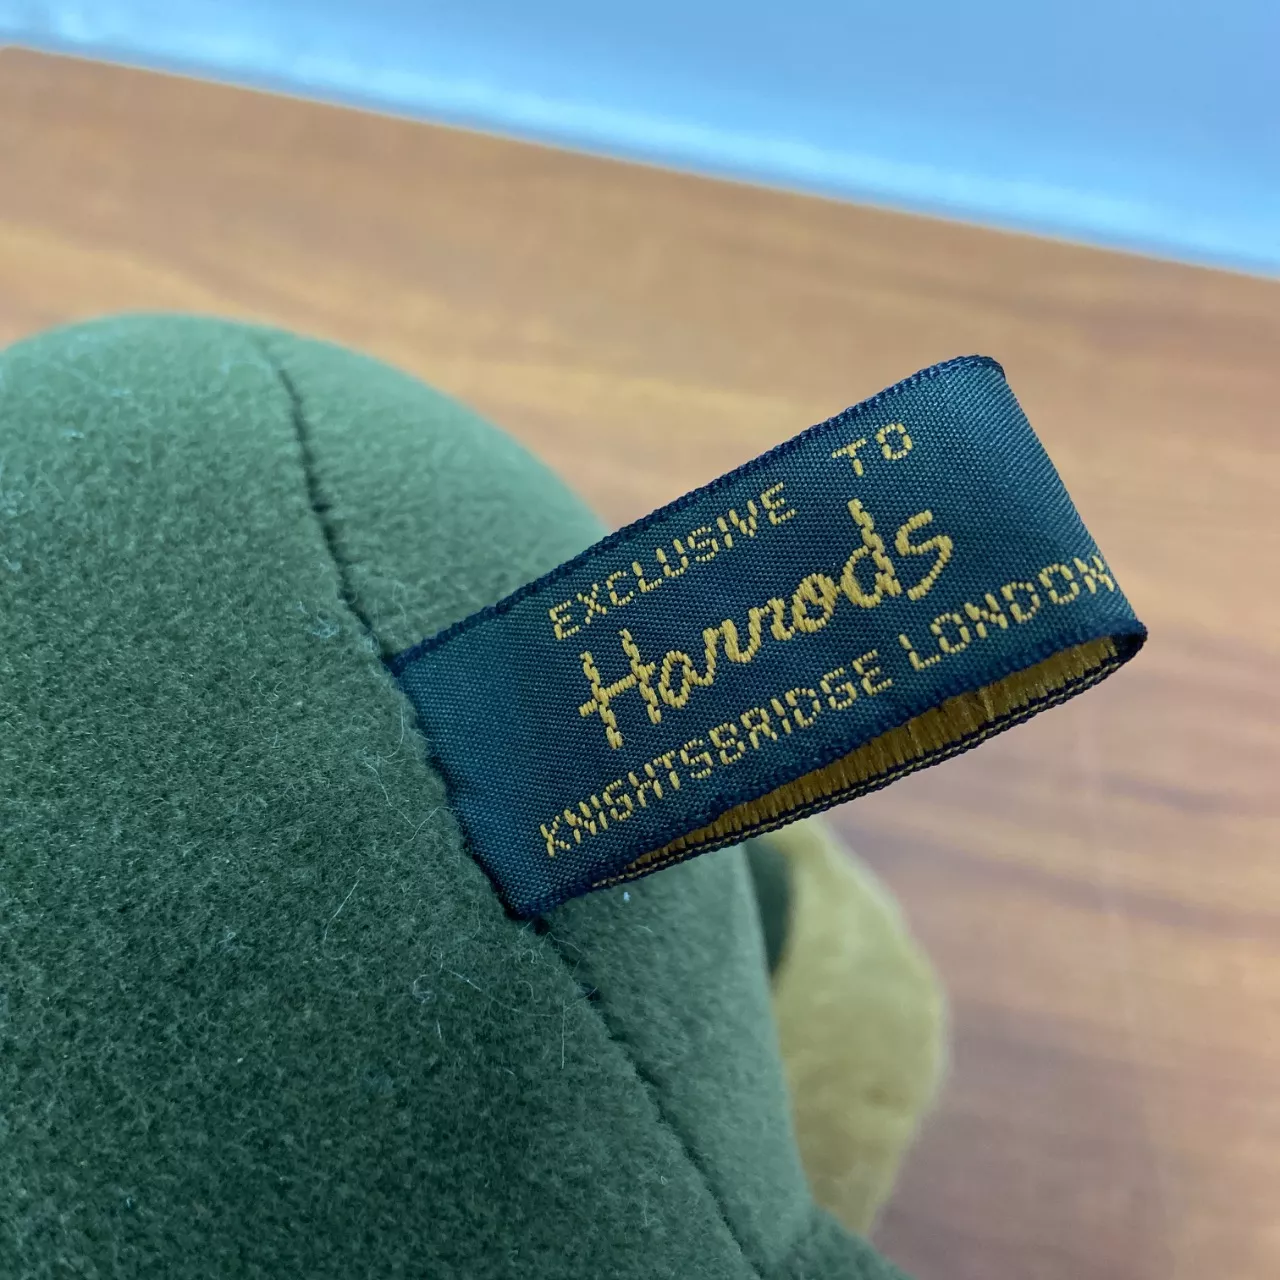 EXCLUSIVE TO
Harrods
KNIGHTSBRIDGE LONDON